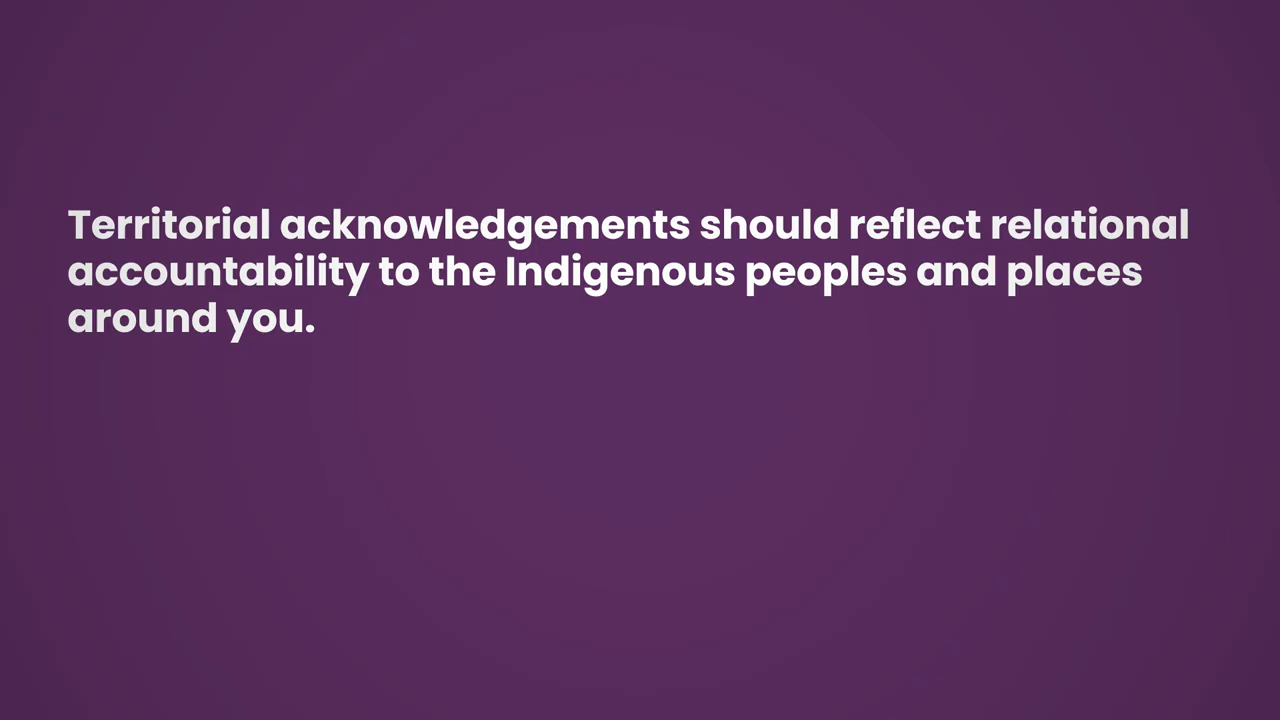 Territorial acknowledgements should reflect relational
accountability to the Indigenous peoples and places
around you.